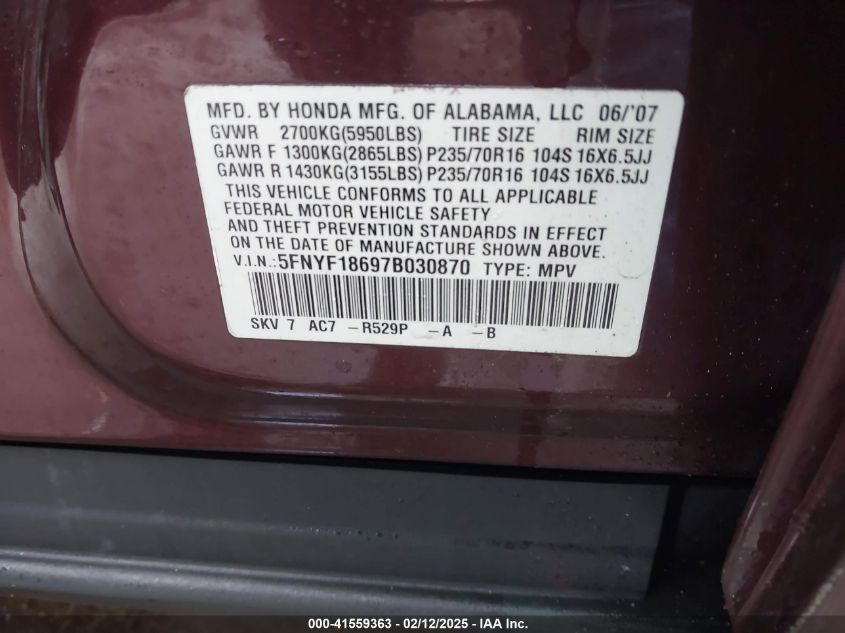 MFD. BY HONDA MFG. OF ALABAMA, LLC 06/'07
GVWR 2700KG(5950LBS) TIRE SIZE RIM SIZE
GAWR F 1300KG(2865LBS) P235/70R16 104S 16X6.5JJ
GAWR R 1430KG(3155LBS) P235/70R16 104S 16X6.5JJ
THIS VEHICLE CONFORMS TO ALL APPLICABLE
FEDERAL MOTOR VEHICLE SAFETY
AND THEFT PREVENTION STANDARDS IN EFFECT
ON THE DATE OF MANUFACTURE SHOWN ABOVE.
V.I.N.: 5FNYF18697B030870 TYPE: MPV
SKV 7 AC7 -R529P -A -B
000-41559363 - 02/12/2025 - © IAA, Inc.